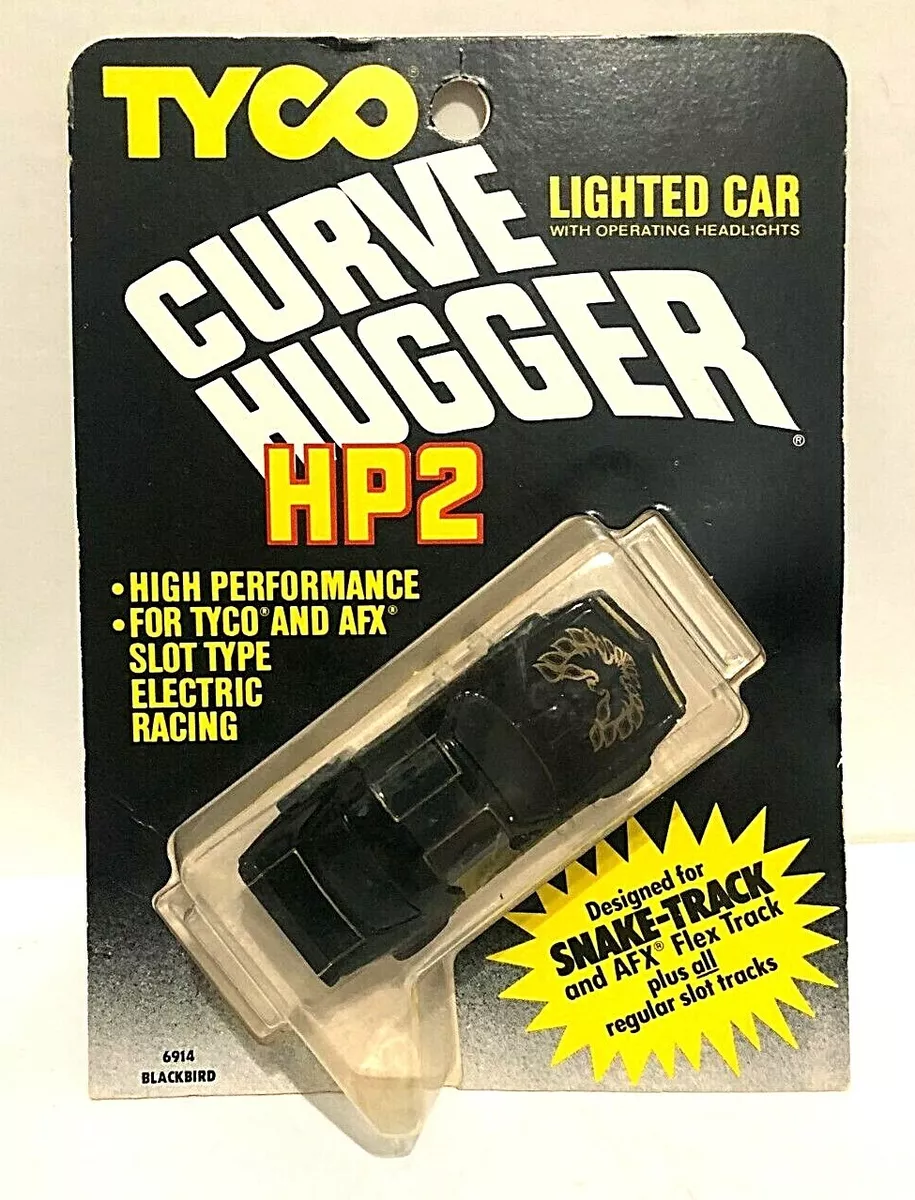 TYCO®
CURVE
HUGGER®
HP2
LIGHTED CAR
WITH OPERATING HEADLIGHTS
•HIGH PERFORMANCE
•FOR TYCO® AND AFX®
SLOT TYPE
ELECTRIC
RACING
Designed for
SNAKE-TRACK
and AFX® Flex Track
plus all
regular slot tracks
6914
BLACKBIRD